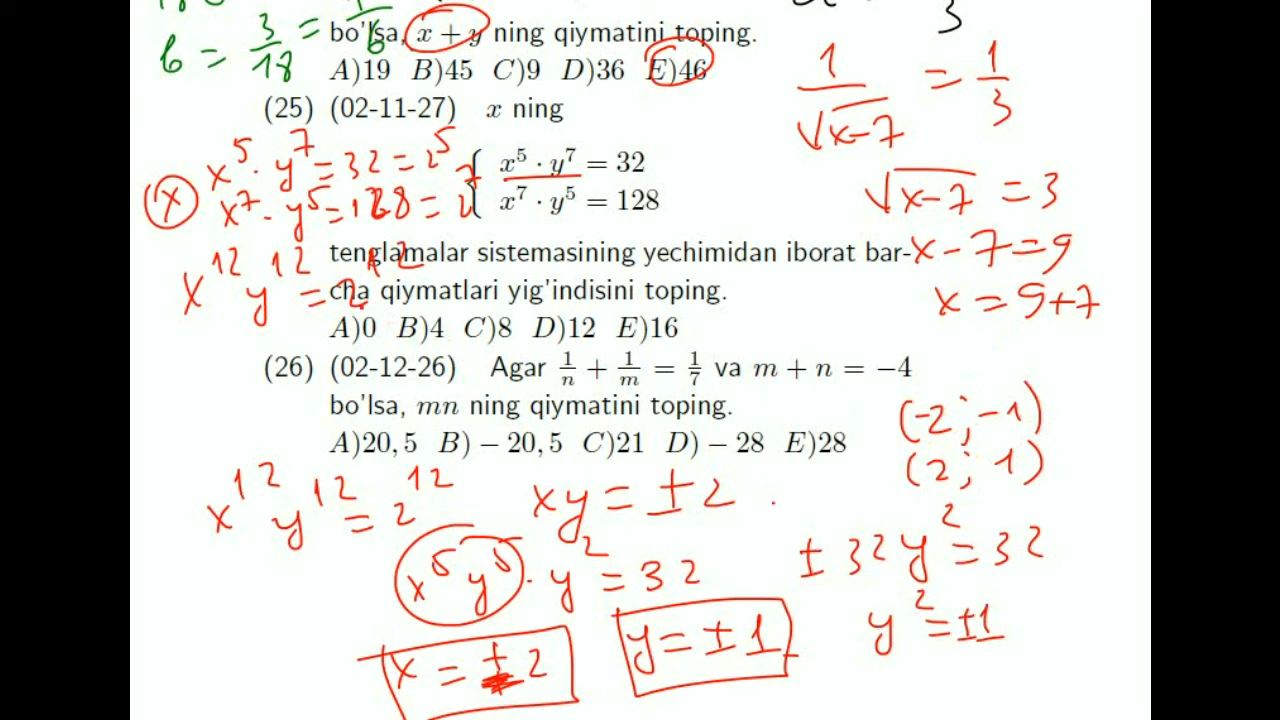 b = 3/18 = 1/6
bo'lsa, x + y ning qiymatini toping.
A)19 B)45 C)9 D)36 E)46
(25) (02-11-27) x ning
x⁵ · y⁷ = 32 = 2⁵
x⁷ · y⁵ = 128 = 2⁷
(x)
x¹² y¹² = 2¹²
{ x⁵ · y⁷ = 32
x⁷ · y⁵ = 128
tenglamalar sistemasining yechimidan iborat bar-
cha qiymatlari yig'indisini toping.
A)0 B)4 C)8 D)12 E)16
(26) (02-12-26) Agar 1/n + 1/m = 1/7 va m + n = −4
bo'lsa, mn ning qiymatini toping.
A)20, 5 B) − 20, 5 C)21 D) − 28 E)28
3
1/√x-7 = 1/3
√x-7 = 3
x - 7 = 9
x = 9+7
(-2; -1)
(2; 1)
x¹² y¹² = 2¹²
xy = ±2
x⁵y⁵ · y² = 32
±32y² = 32
y² = ±1
y = ±1
x = ±2